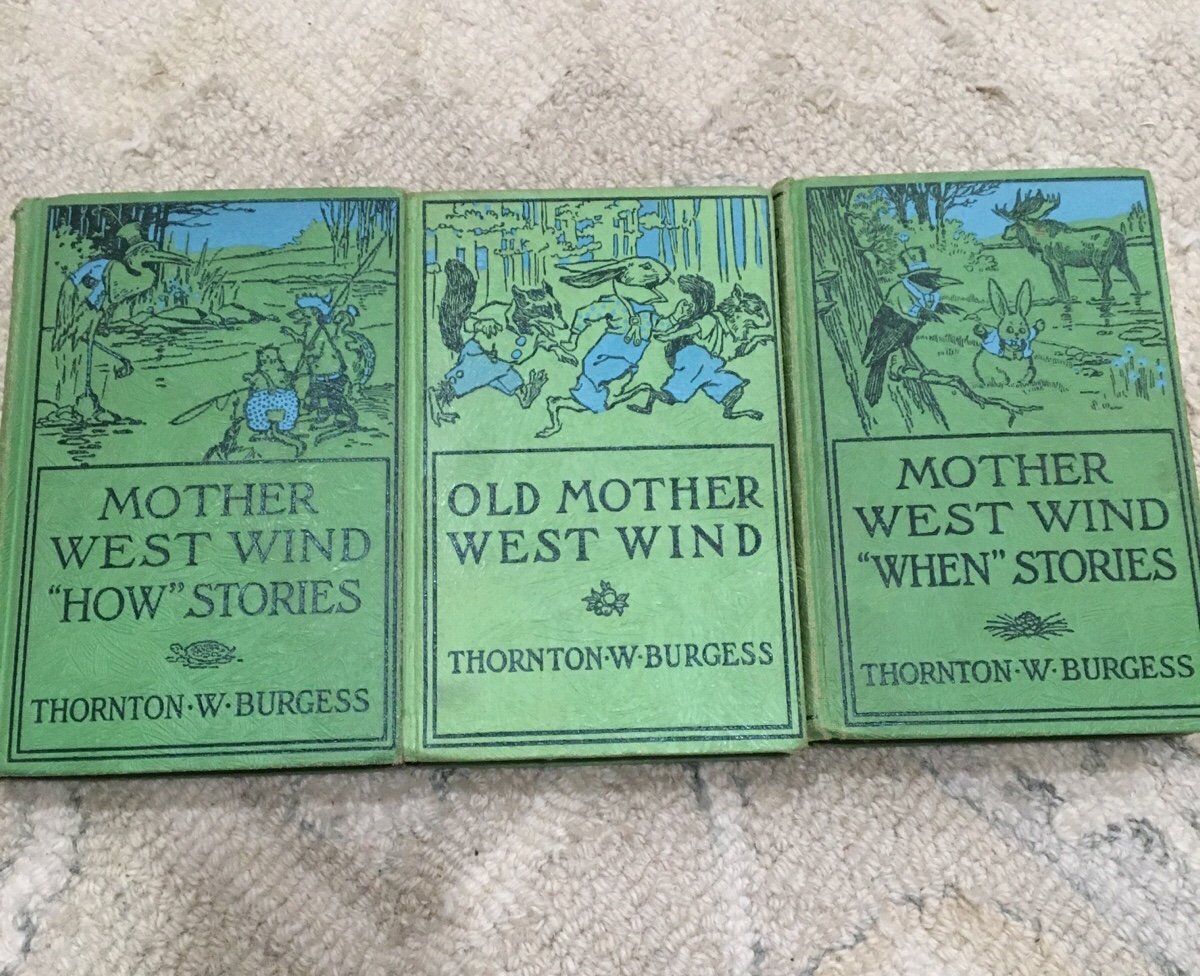 MOTHER
WEST WIND
"HOW" STORIES
THORNTON·W·BURGESS
OLD MOTHER
WEST WIND
THORNTON·W·BURGESS
MOTHER
WEST WIND
"WHEN" STORIES
THORNTON·W·BURGESS